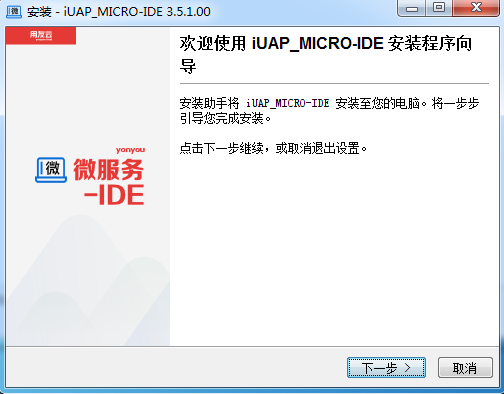 安装 - iUAP_MICRO-IDE 3.5.1.00
用友云
欢迎使用 iUAP_MICRO-IDE 安装程序向
导
安装助手将 iUAP_MICRO-IDE 安装至您的电脑。将一步步
引导您完成安装。
点击下一步继续，或取消退出设置。
yonyou
微 微服务
-IDE
下一步 >
取消